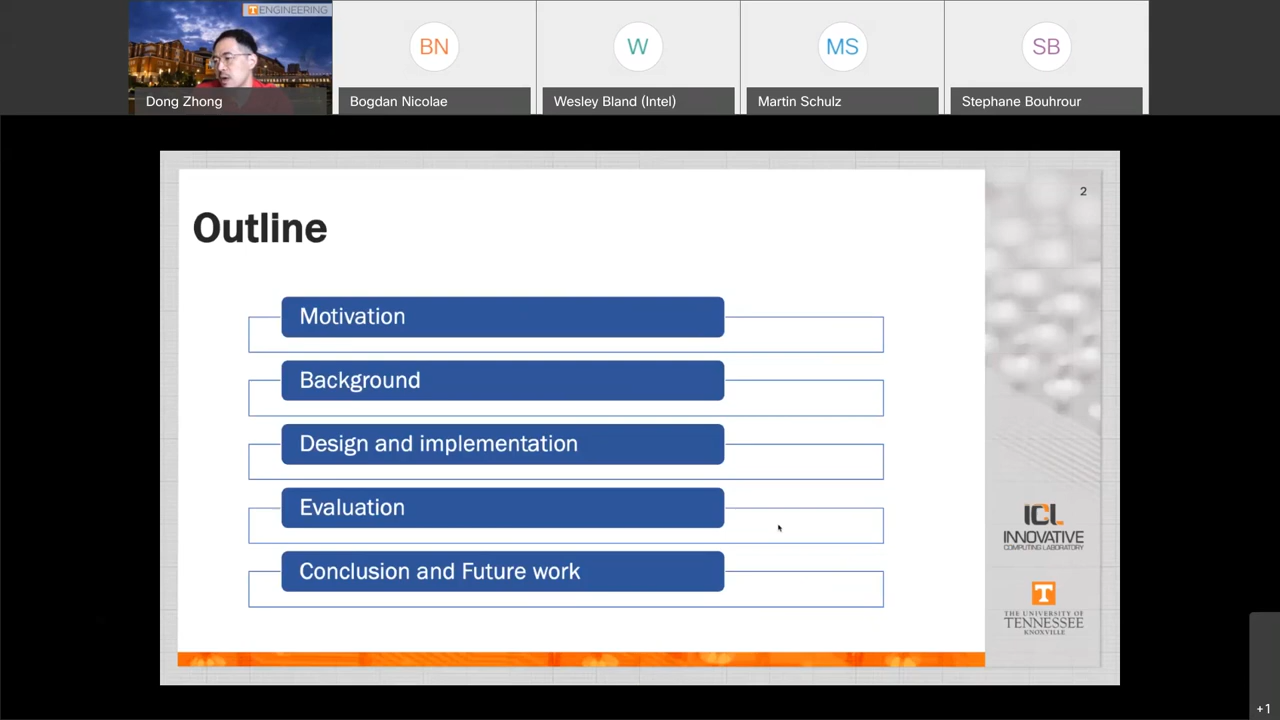 T ENGINEERING
BN
W
MS
SB
Dong Zhong
Bogdan Nicolae
Wesley Bland (Intel)
Martin Schulz
Stephane Bouhrour
2
Outline
Motivation
Background
Design and implementation
Evaluation
Conclusion and Future work
ICL
INNOVATIVE
COMPUTING LABORATORY
T
THE UNIVERSITY OF
TENNESSEE
KNOXVILLE
+1